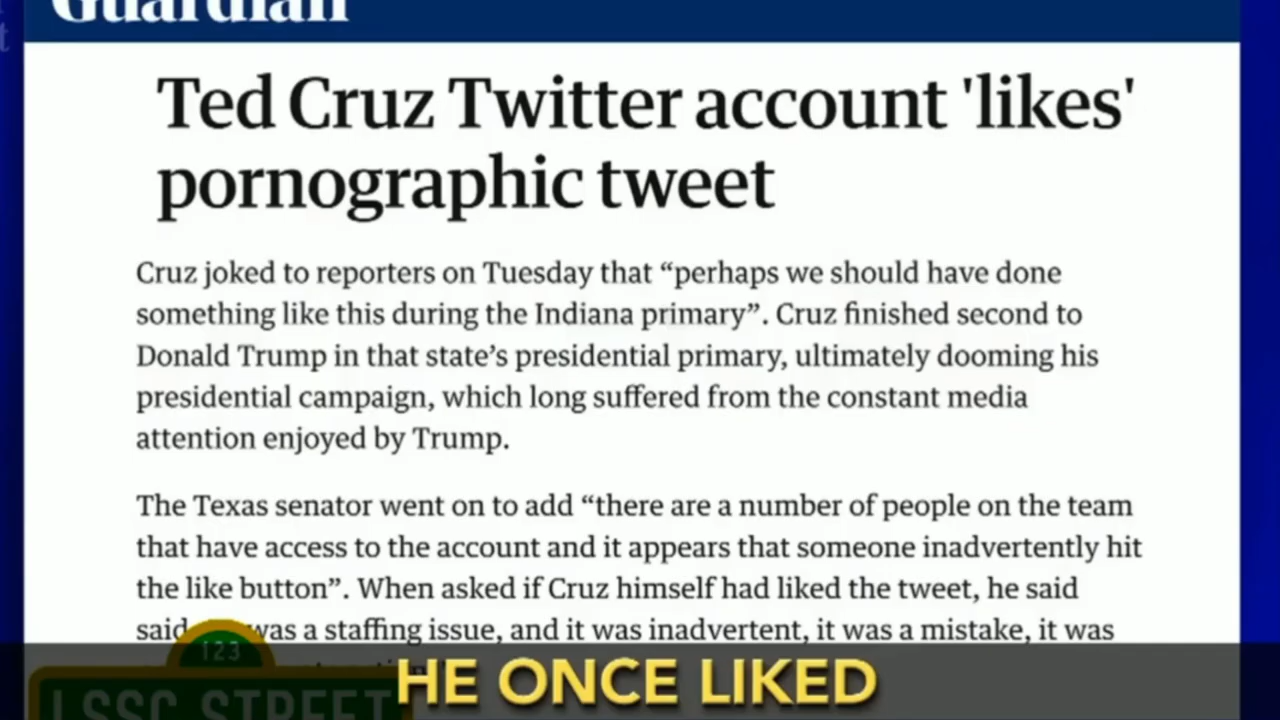 Guardian
Ted Cruz Twitter account 'likes'
pornographic tweet
Cruz joked to reporters on Tuesday that “perhaps we should have done
something like this during the Indiana primary”. Cruz finished second to
Donald Trump in that state’s presidential primary, ultimately dooming his
presidential campaign, which long suffered from the constant media
attention enjoyed by Trump.
The Texas senator went on to add “there are a number of people on the team
that have access to the account and it appears that someone inadvertently hit
the like button”. When asked if Cruz himself had liked the tweet, he said
said was a staffing issue, and it was inadvertent, it was a mistake, it was
123
LSSC STREET
HE ONCE LIKED